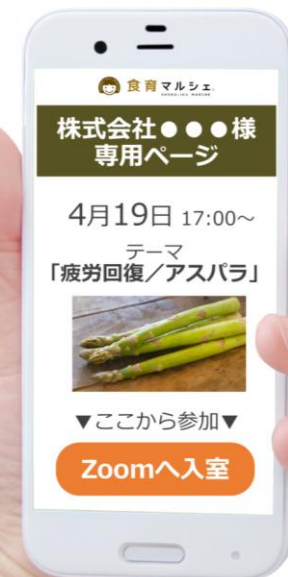 食育マルシェ
株式会社●●●様
専用ページ
4月19日 17:00～
テーマ
「疲労回復／アスパラ」
▼ここから参加▼
Zoomへ入室